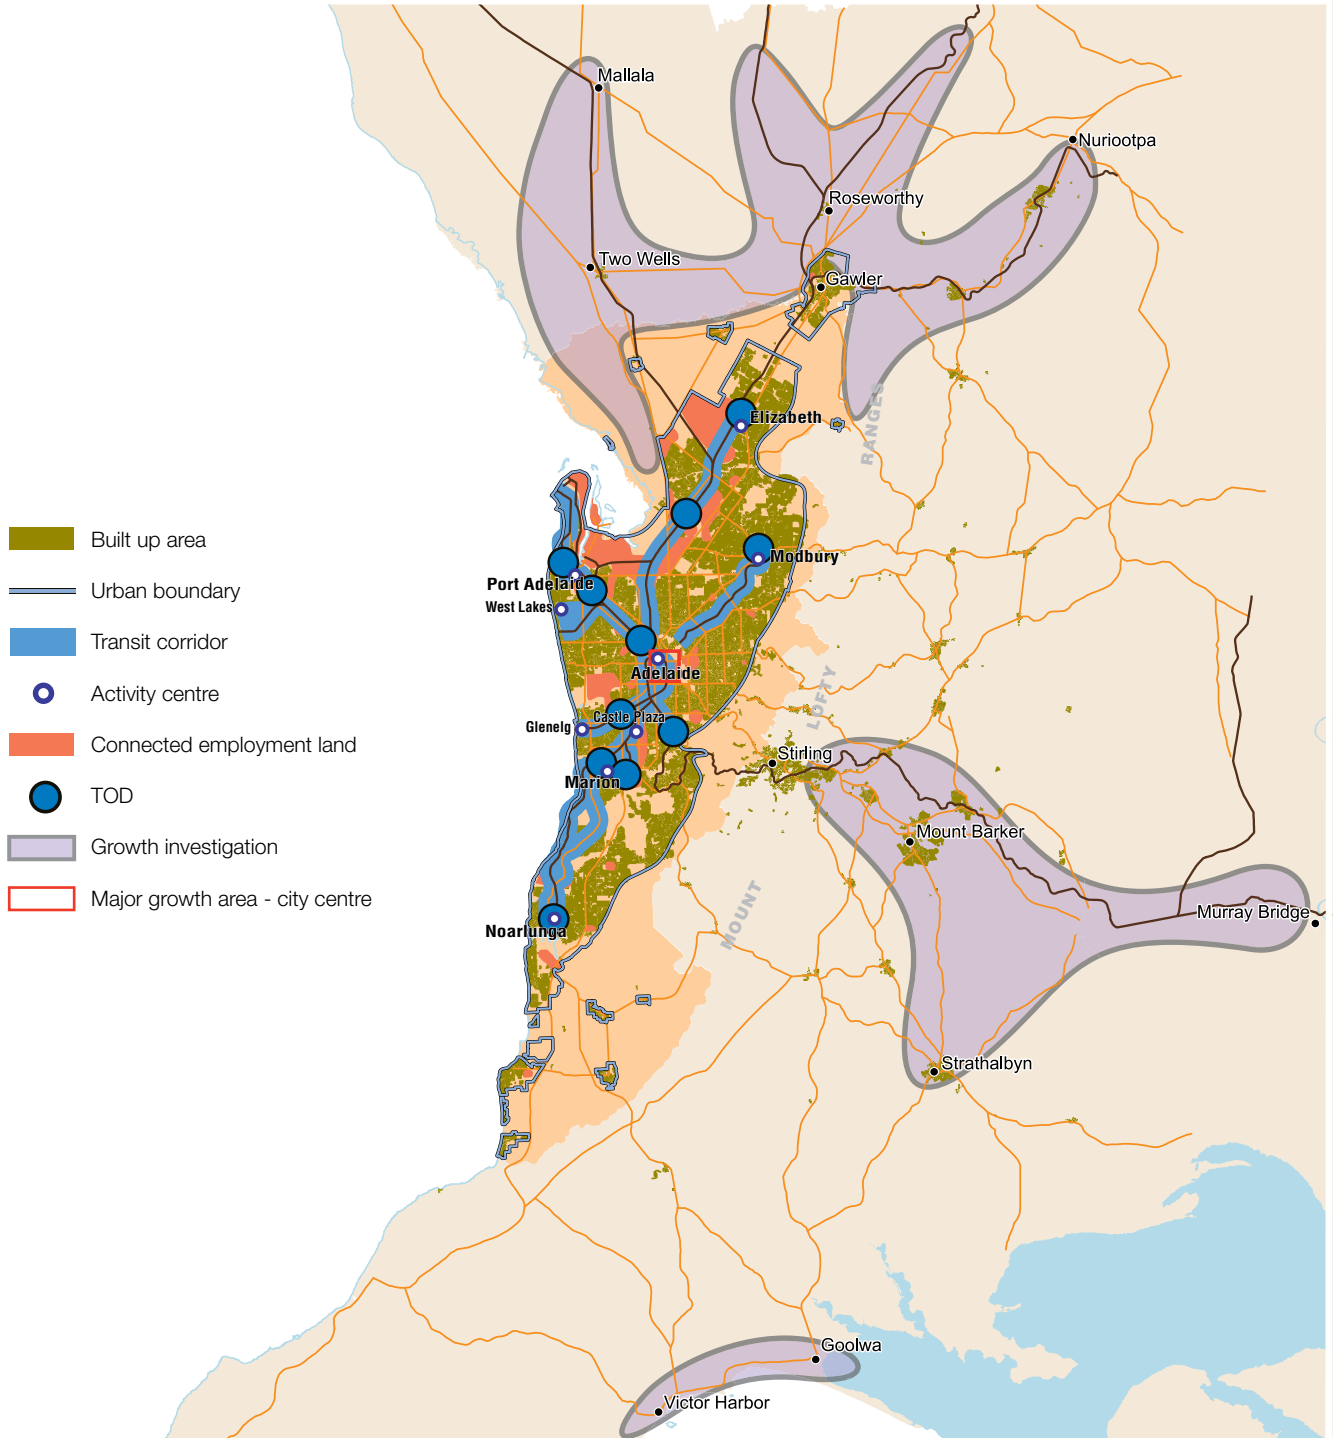 Mallala
Nuriootpa
Roseworthy
Two Wells
Gawler
RANGES
Elizabeth
Built up area
Modbury
Port Adelaide
Urban boundary
West Lakes
Transit corridor
Adelaide
Activity centre
LOFTY
Castle Plaza
Glenelg
Connected employment land
Stirling
Marion
TOD
Mount Barker
Growth investigation
Major growth area - city centre
MOUNT
Murray Bridge
Noarlunga
Strathalbyn
Goolwa
Victor Harbor